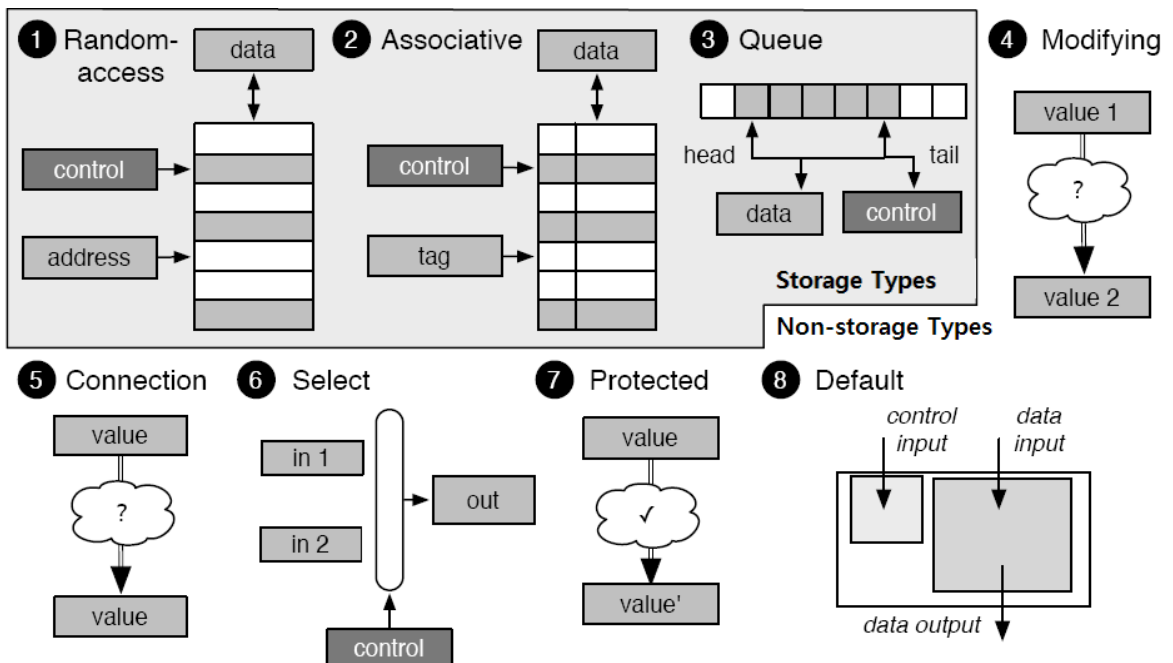 1 Random-
access
data
control
address
2 Associative
data
control
tag
3 Queue
head
tail
data
control
Storage Types
Non-storage Types
4 Modifying
value 1
?
value 2
5 Connection
value
?
value
6 Select
in 1
in 2
out
control
7 Protected
value
✓
value'
8 Default
control
input
data
input
data output